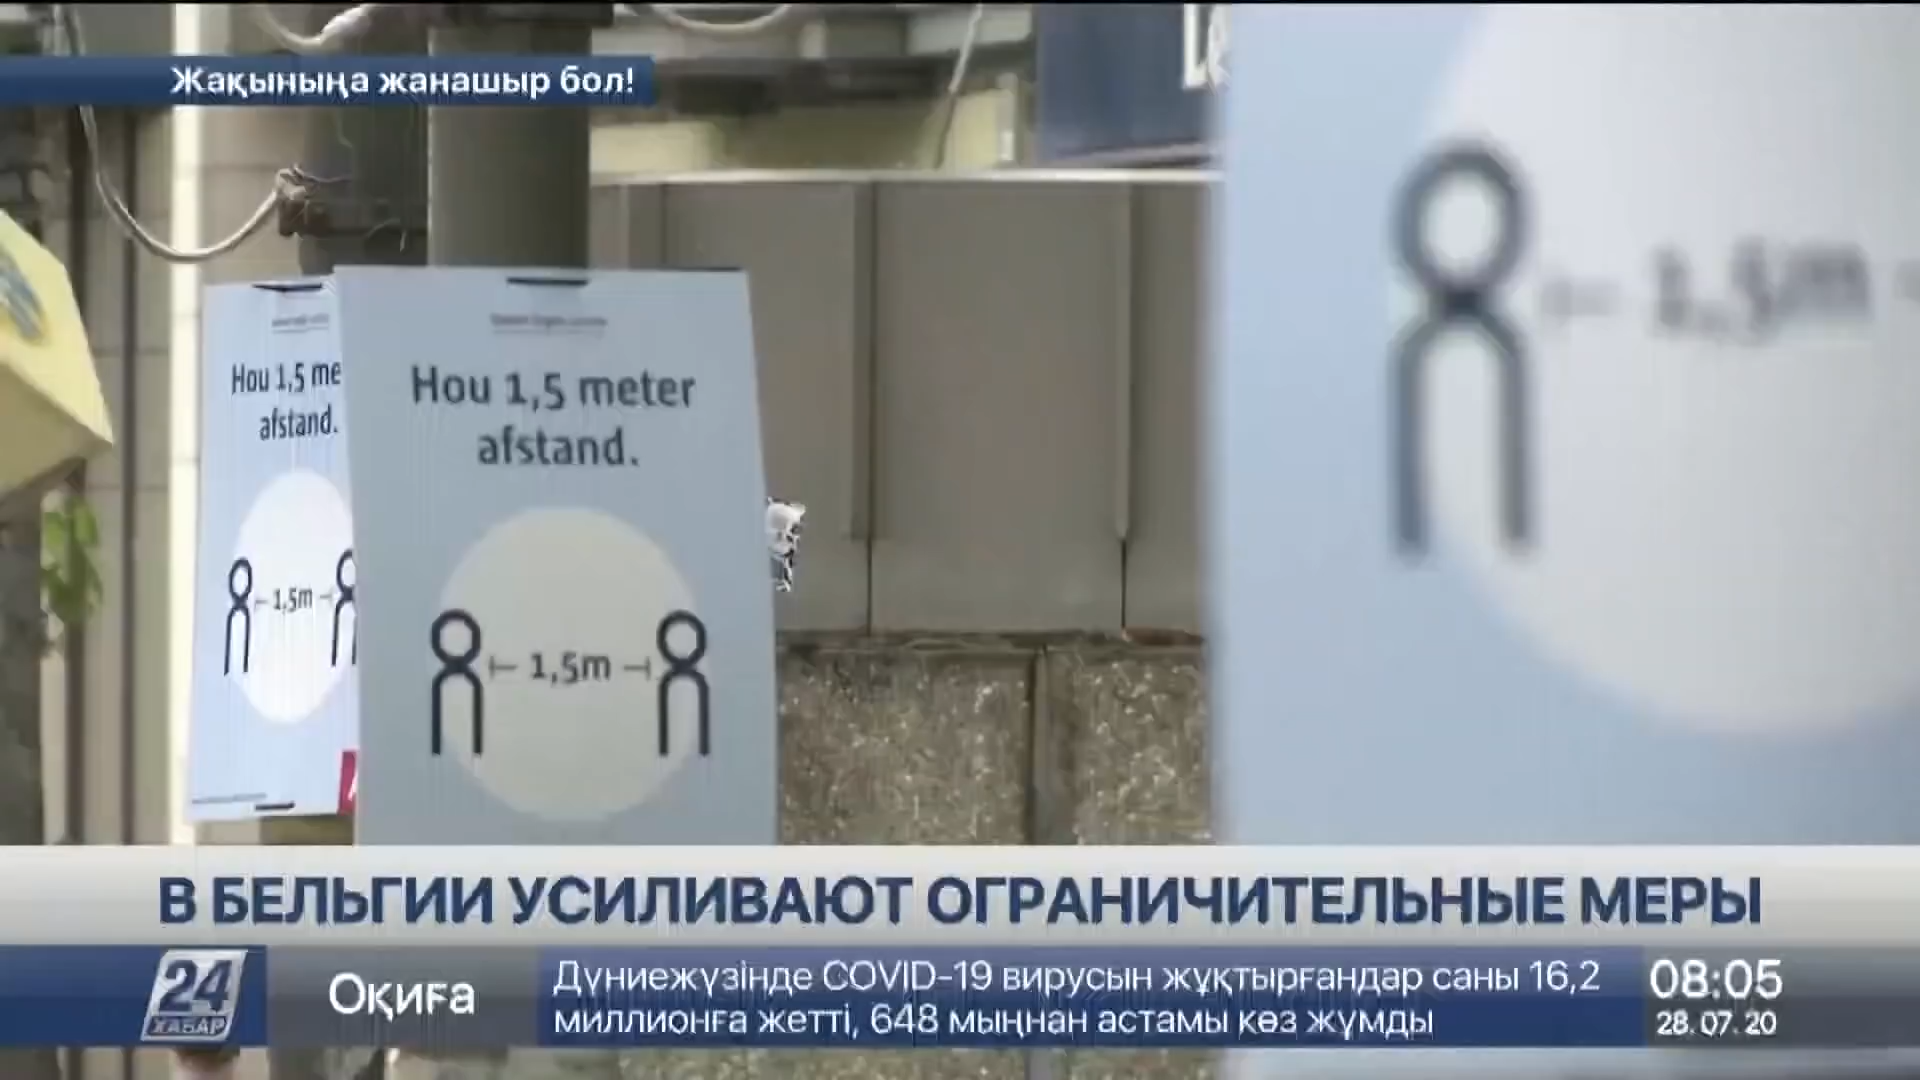 Жақыныңа жанашыр бол!
Hou 1,5 me
afstand.
1,5m
Hou 1,5 meter
afstand.
1,5m
1,5m
В БЕЛЬГИИ УСИЛИВАЮТ ОГРАНИЧИТЕЛЬНЫЕ МЕРЫ
24
ХАБАР
Оқиға
Дүниежүзінде COVID-19 вирусын жұқтырғандар саны 16,2
миллионға жетті, 648 мыңнан астамы көз жұмды
08:05
28.07.20